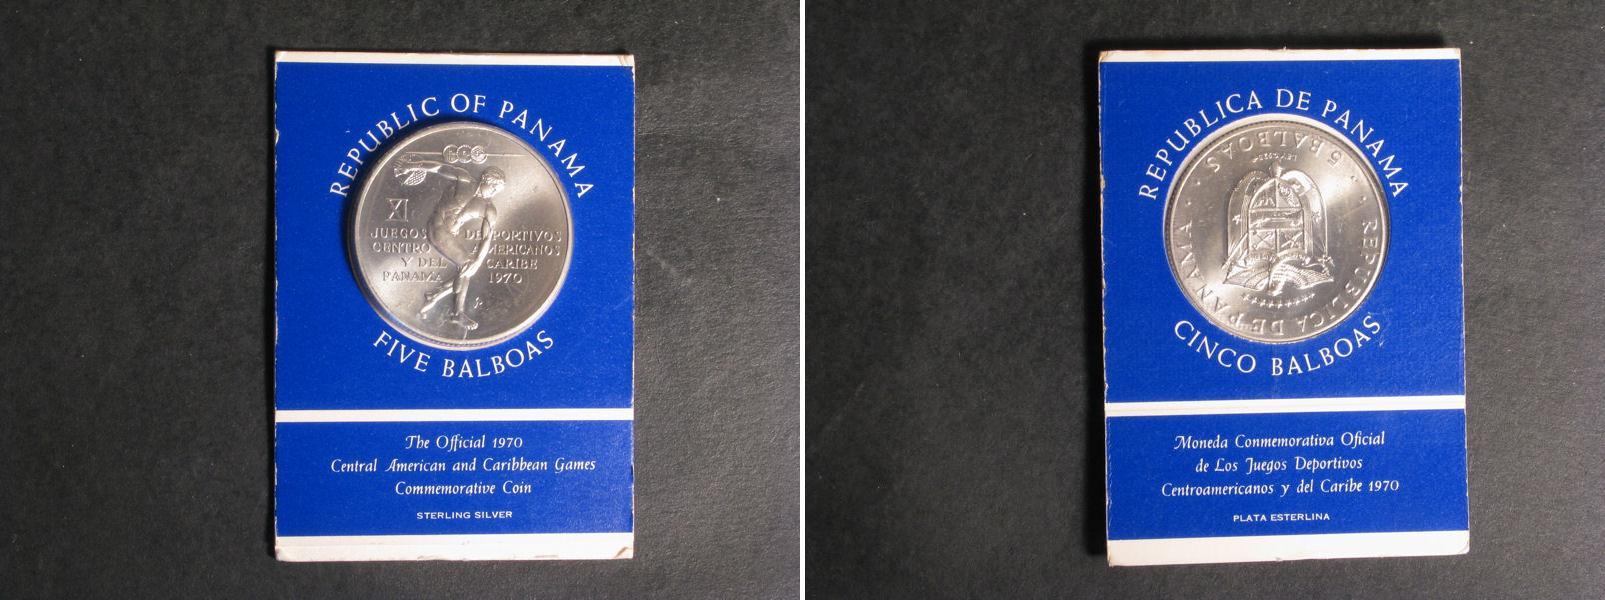 REPUBLIC OF PANAMA
XI
JUEGOS DEPORTIVOS
CENTRO AMERICANOS
Y DEL CARIBE
PANAMA 1970
FIVE BALBOAS
The Official 1970
Central American and Caribbean Games
Commemorative Coin
STERLING SILVER
REPUBLICA DE PANAMA
REPUBLICA DE PANAMA
5 BALBOAS
CINCO BALBOAS
Moneda Conmemorativa Oficial
de Los Juegos Deportivos
Centroamericanos y del Caribe 1970
PLATA ESTERLINA